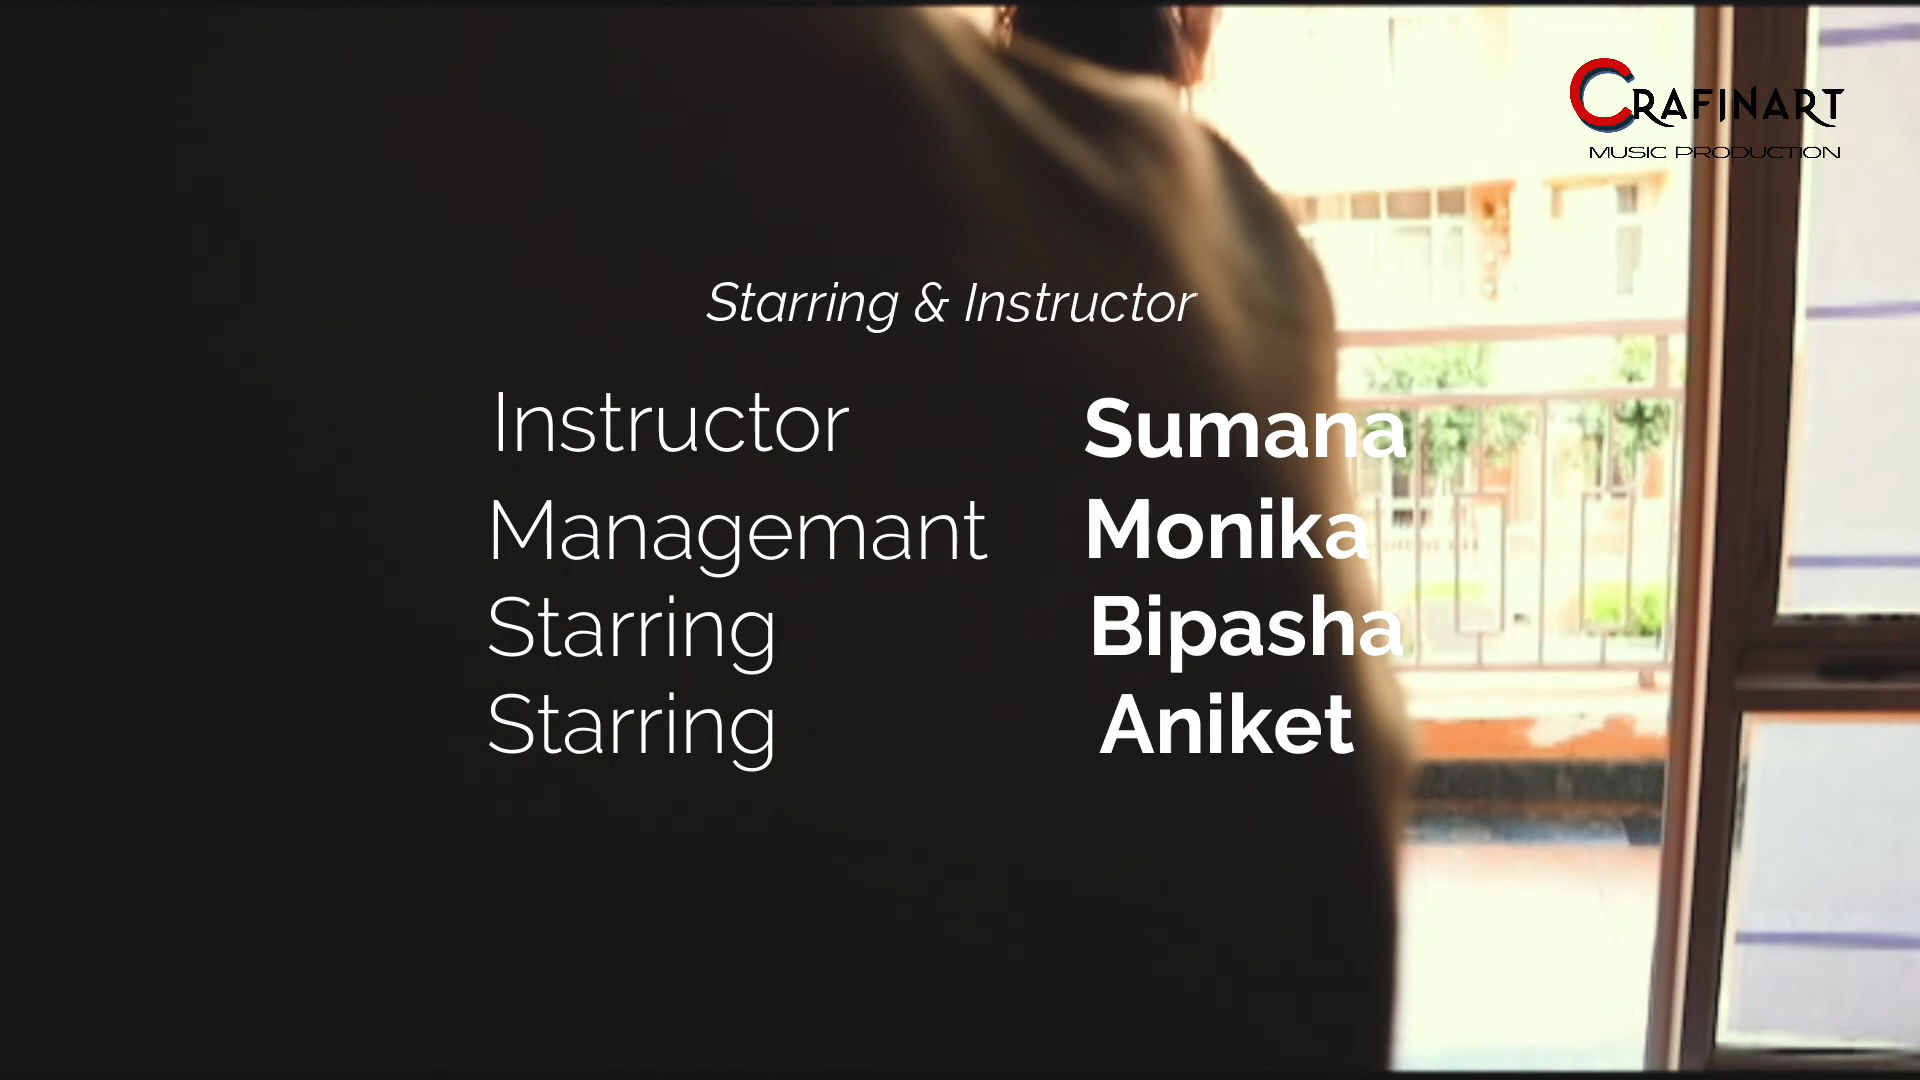 CRAFINART
MUSIC PRODUCTION
Starring & Instructor
Instructor Sumana
Managemant Monika
Starring Bipasha
Starring Aniket